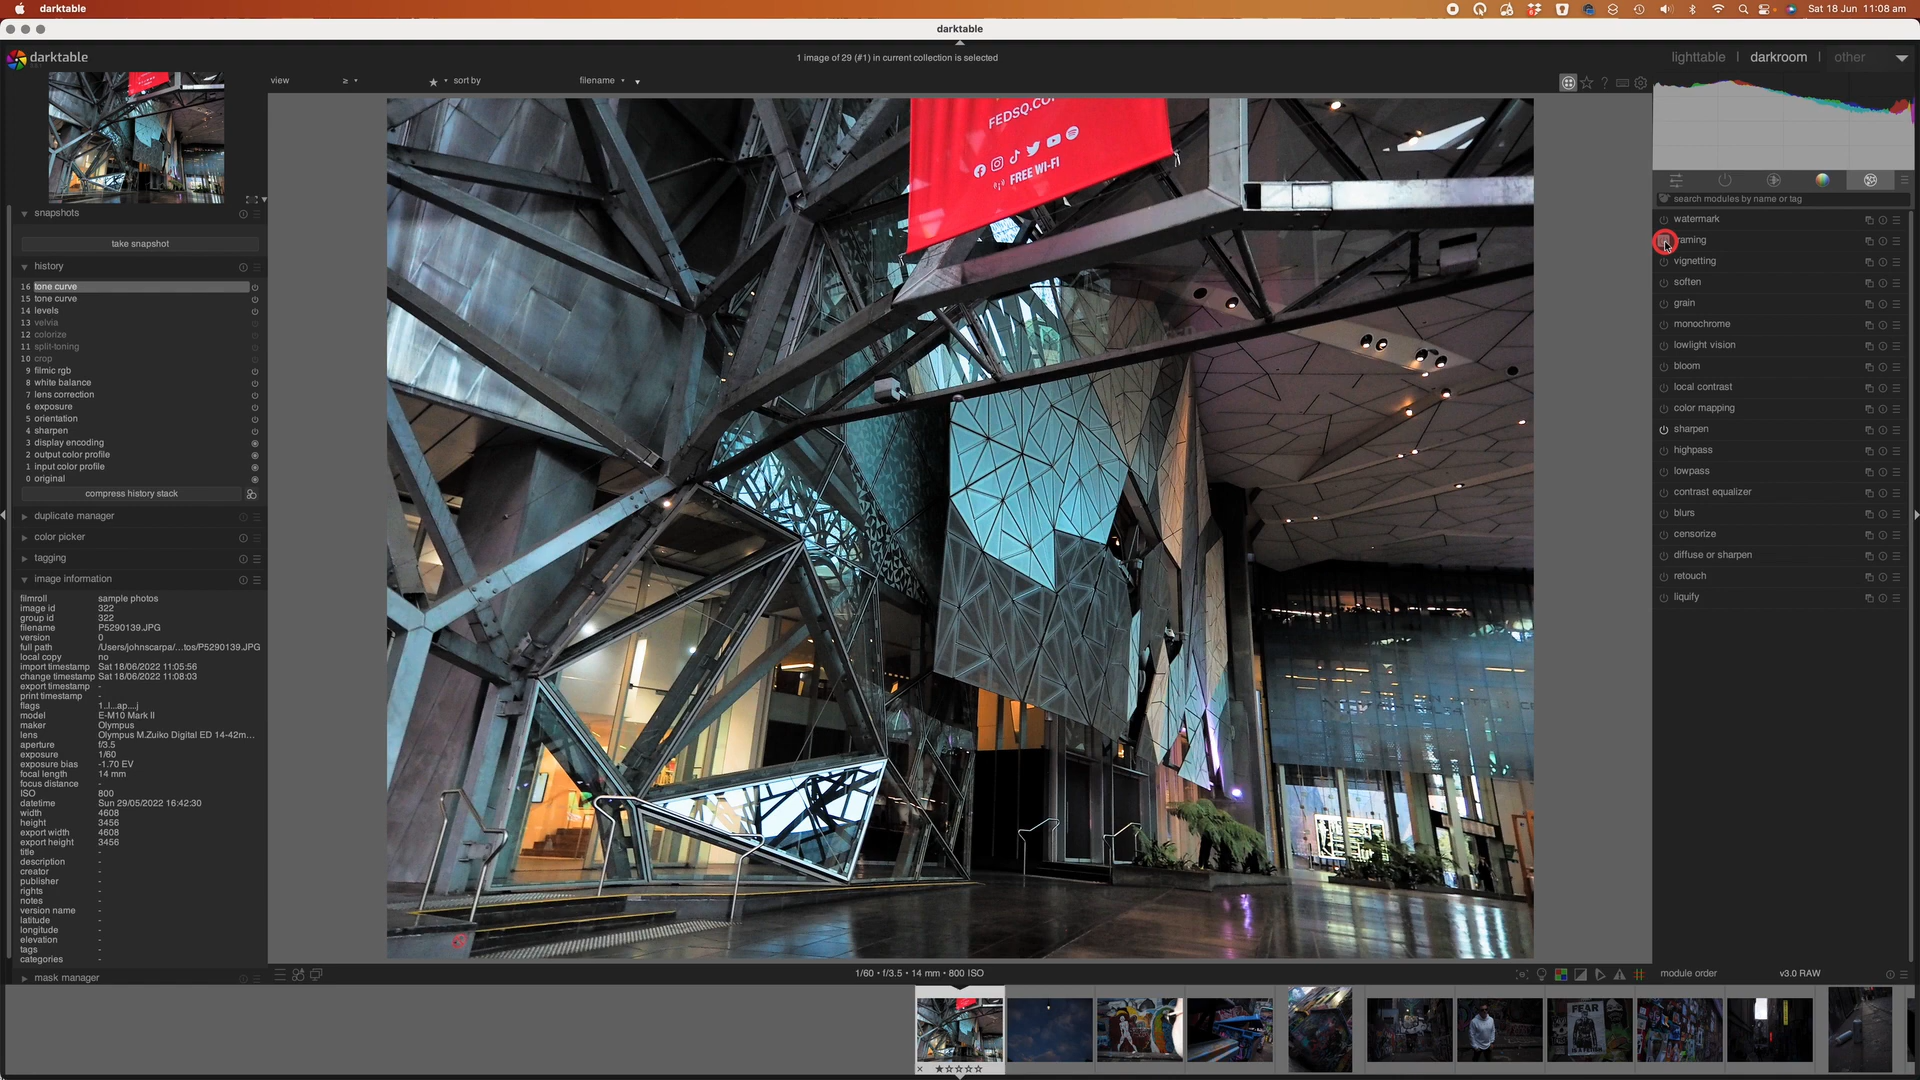 darktable
Sat 18 Jun 11:08 am
darktable
darktable
1 image of 29 (#1) in current collection is selected
lighttable | darkroom | other
view ≥ sort by filename
?
snapshots
take snapshot
history
16 tone curve
15 tone curve
14 levels
13 velvia
12 colorize
11 split-toning
10 crop
9 filmic rgb
8 white balance
7 lens correction
6 exposure
5 orientation
4 sharpen
3 display encoding
2 output color profile
1 input color profile
0 original
compress history stack
duplicate manager
color picker
tagging
image information
filmroll sample photos
image id 322
group id 322
filename P5290139.JPG
version 0
full path /Users/johnscarpa/...tos/P5290139.JPG
local copy no
import timestamp Sat 18/06/2022 11:05:56
change timestamp Sat 18/06/2022 11:08:03
export timestamp -
print timestamp -
flags 1..l...ap....j
model E-M10 Mark II
maker Olympus
lens Olympus M.Zuiko Digital ED 14-42m...
aperture f/3.5
exposure 1/60
exposure bias -1.70 EV
focal length 14 mm
focus distance -
ISO 800
datetime Sun 29/05/2022 16:42:30
width 4608
height 3456
export width 4608
export height 3456
title -
description -
creator -
publisher -
rights -
notes -
version name -
latitude -
longitude -
elevation -
tags -
categories -
mask manager
FEDSQ.CO
FREE WI-FI
1/60 • f/3.5 • 14 mm • 800 ISO
search modules by name or tag
watermark
raming
vignetting
soften
grain
monochrome
lowlight vision
bloom
local contrast
color mapping
sharpen
highpass
lowpass
contrast equalizer
blurs
censorize
diffuse or sharpen
retouch
liquify
module order v3.0 RAW
FEAR